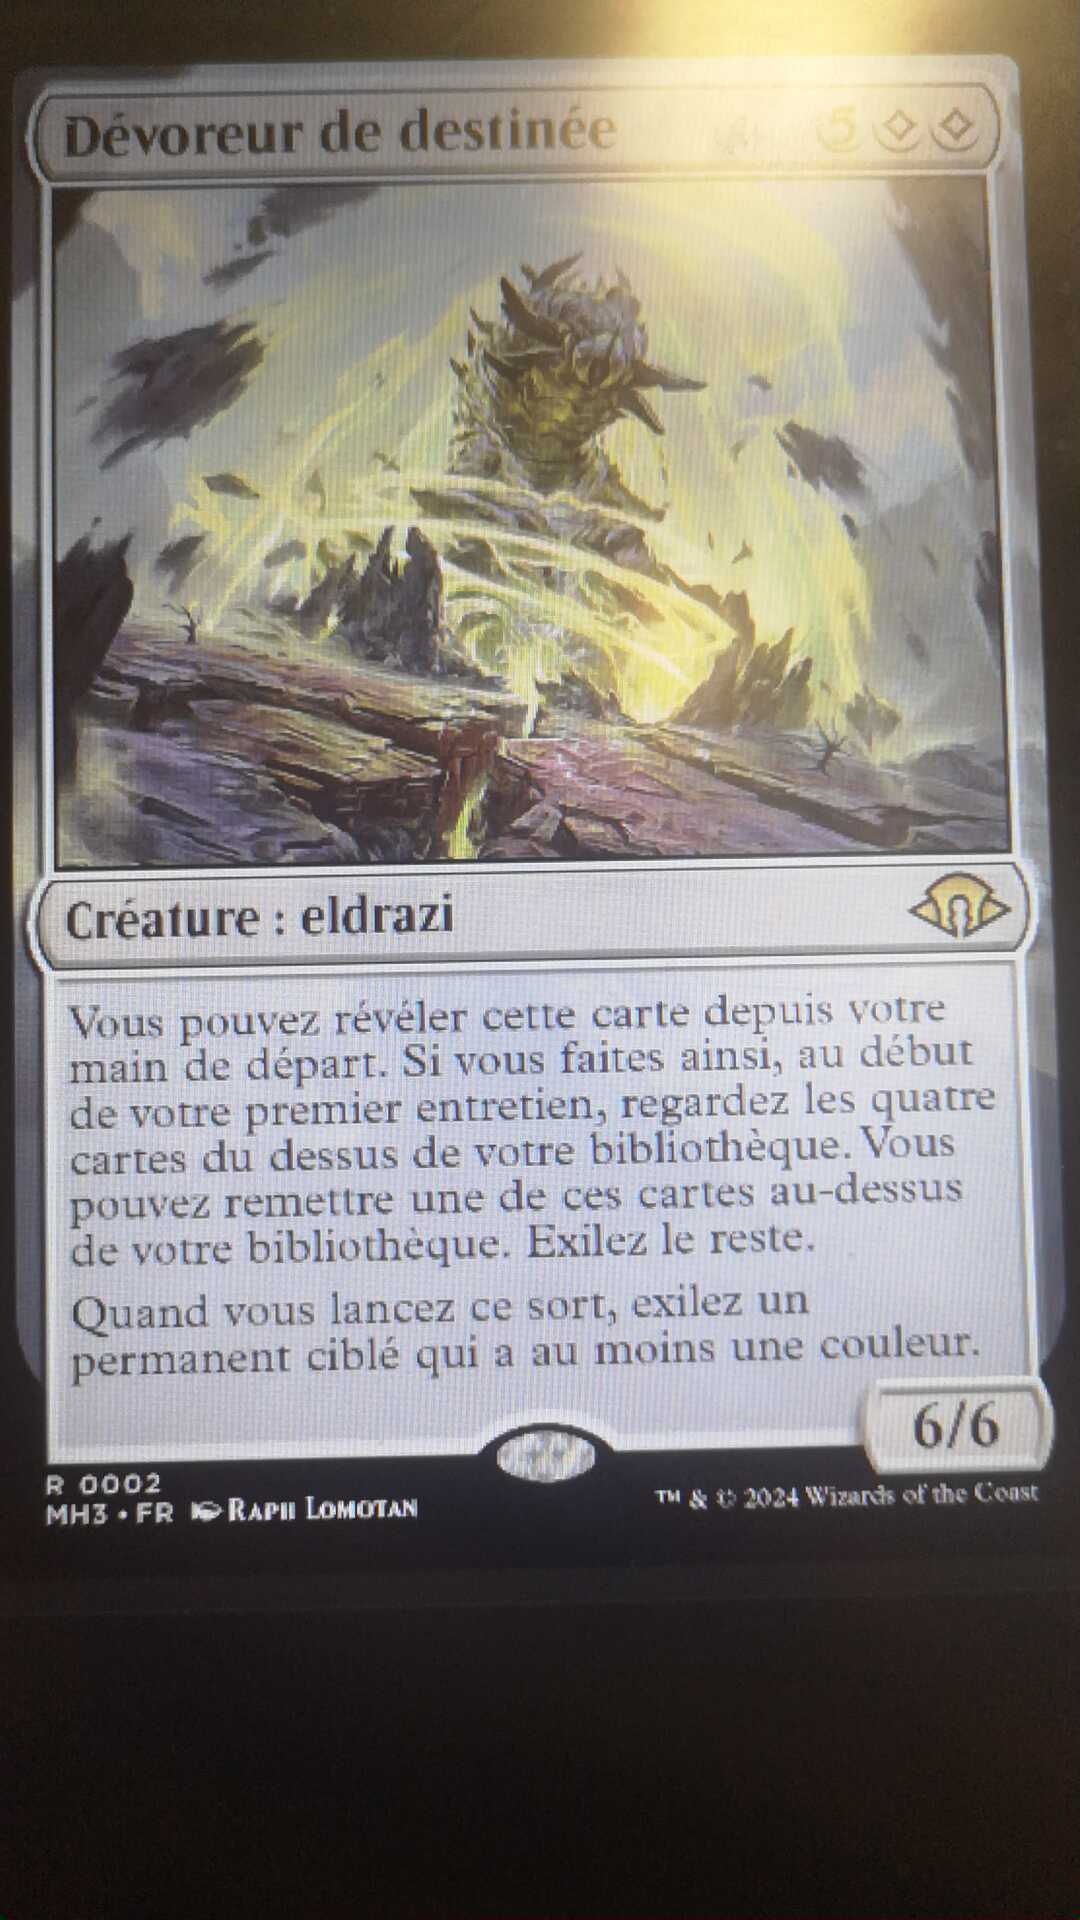 Dévoreur de destinée 5
Créature : eldrazi
Vous pouvez révéler cette carte depuis votre
main de départ. Si vous faites ainsi, au début
de votre premier entretien, regardez les quatre
cartes du dessus de votre bibliothèque. Vous
pouvez remettre une de ces cartes au-dessus
de votre bibliothèque. Exilez le reste.
Quand vous lancez ce sort, exilez un
permanent ciblé qui a au moins une couleur.
6/6
R 0002
MH3 • FR Raph Lomotan
™ & © 2024 Wizards of the Coast